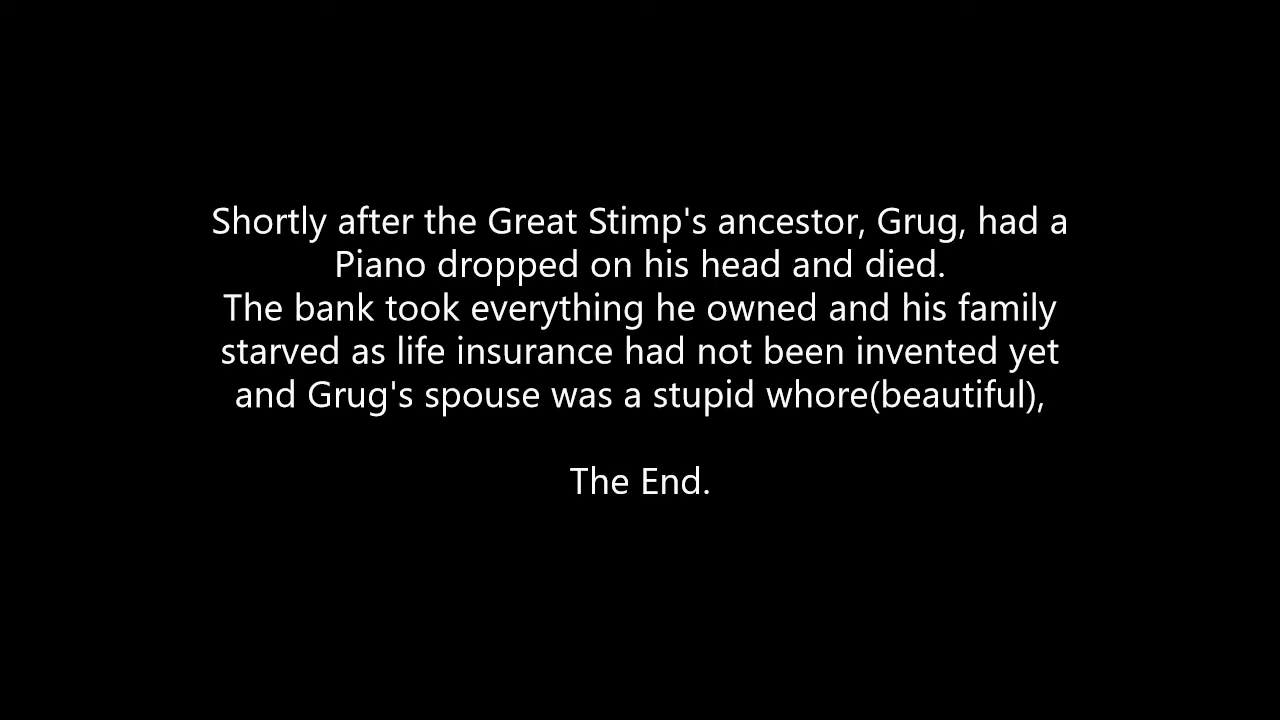 Shortly after the Great Stimp's ancestor, Grug, had a
Piano dropped on his head and died.
The bank took everything he owned and his family
starved as life insurance had not been invented yet
and Grug's spouse was a stupid whore(beautiful),
The End.